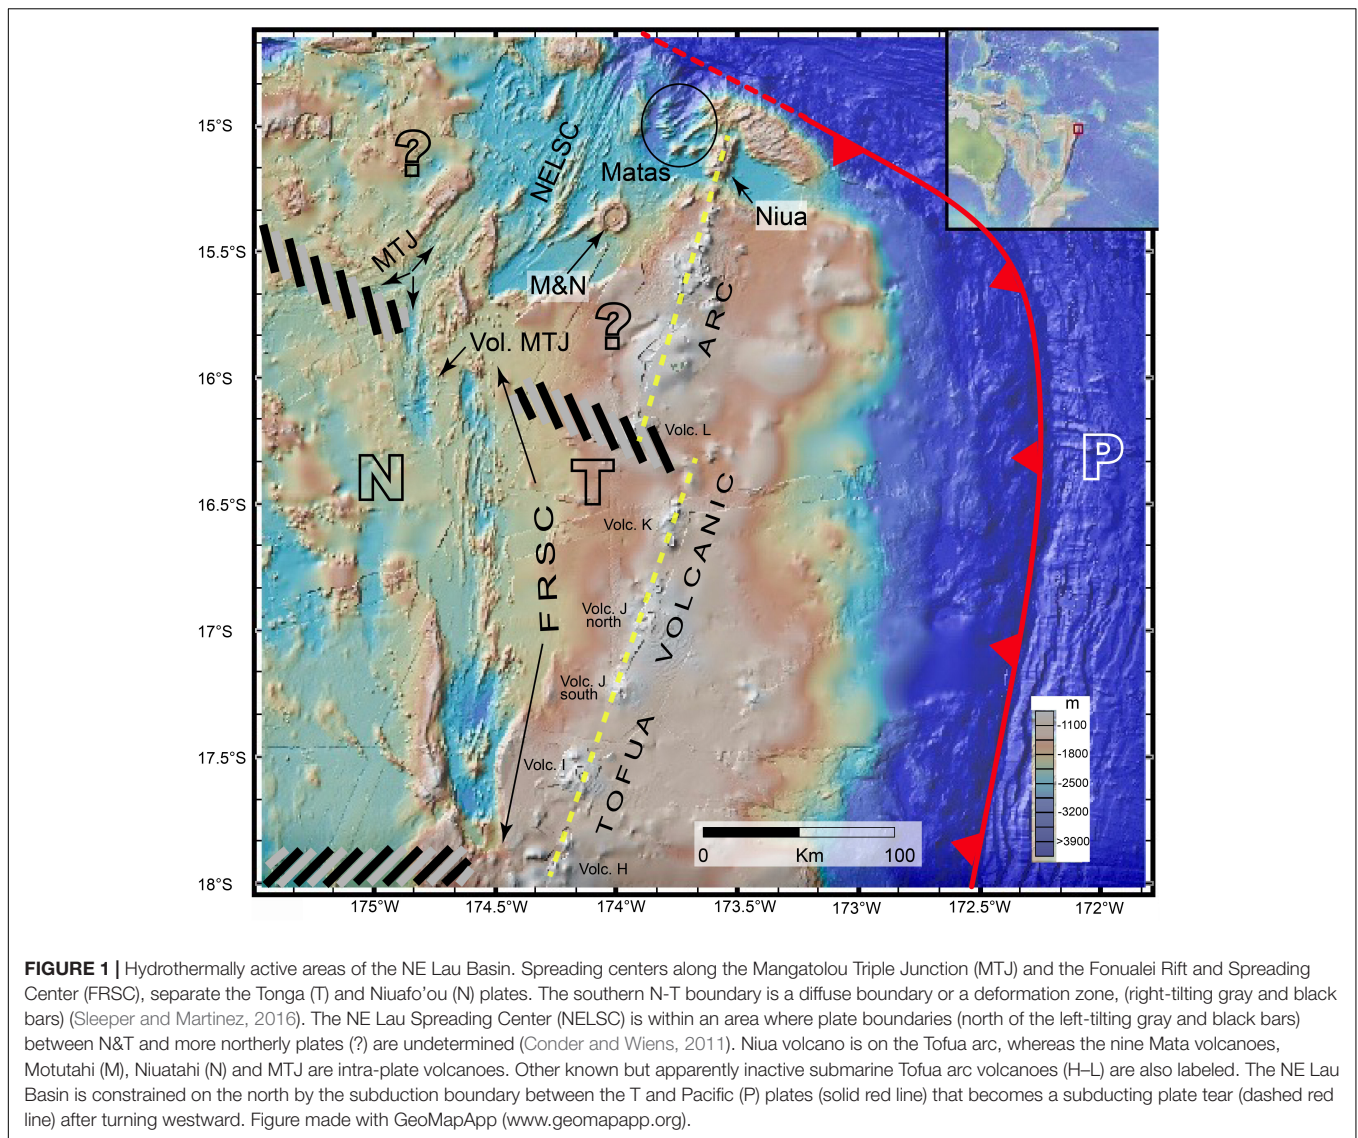 15°S
NELSC
Matas
?
Niua
MTJ
15.5°S
M&N
?
ARC
Vol. MTJ
16°S
Volc. L
N
T
P
16.5°S
Volc. K
FRSC
VOLCANIC
Volc. J
north
17°S
Volc. J
south
m
-1100
-1800
-2500
-3200
>3900
17.5°S
Volc. I
TOFUA
0 Km 100
Volc. H
18°S
175°W 174.5°W 174°W 173.5°W 173°W 172.5°W 172°W
FIGURE 1 | Hydrothermally active areas of the NE Lau Basin. Spreading centers along the Mangatolou Triple Junction (MTJ) and the Fonualei Rift and Spreading
Center (FRSC), separate the Tonga (T) and Niuafo'ou (N) plates. The southern N-T boundary is a diffuse boundary or a deformation zone, (right-tilting gray and black
bars) (Sleeper and Martinez, 2016). The NE Lau Spreading Center (NELSC) is within an area where plate boundaries (north of the left-tilting gray and black bars)
between N&T and more northerly plates (?) are undetermined (Conder and Wiens, 2011). Niua volcano is on the Tofua arc, whereas the nine Mata volcanoes,
Motutahi (M), Niuatahi (N) and MTJ are intra-plate volcanoes. Other known but apparently inactive submarine Tofua arc volcanoes (H–L) are also labeled. The NE Lau
Basin is constrained on the north by the subduction boundary between the T and Pacific (P) plates (solid red line) that becomes a subducting plate tear (dashed red
line) after turning westward. Figure made with GeoMapApp (www.geomapapp.org).